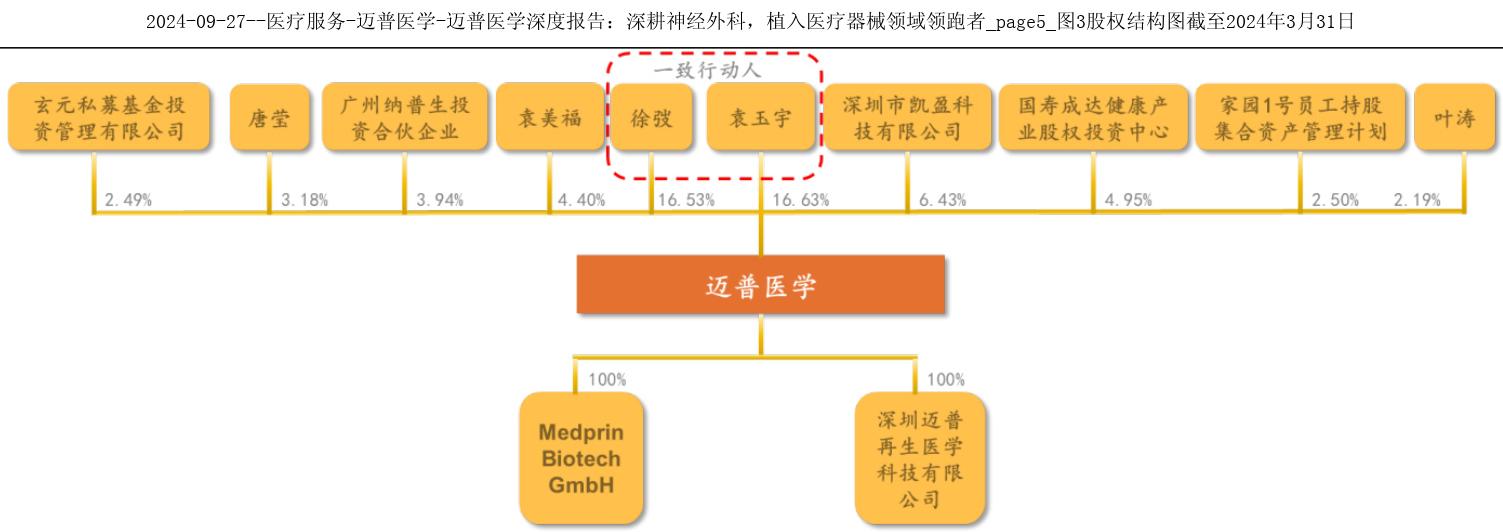 2024-09-27--医疗服务-迈普医学-迈普医学深度报告：深耕神经外科，植入医疗器械领域领跑者_page5_图3股权结构图截至2024年3月31日
一致行动人
玄元私募基金投
资管理有限公司
唐莹
广州纳普生投
资合伙企业
袁美福
徐弢
袁玉宇
深圳市凯盈科
技有限公司
国寿成达健康产
业股权投资中心
家园1号员工持股
集合资产管理计划
叶涛
2.49%
3.18%
3.94%
4.40%
16.53%
16.63%
6.43%
4.95%
2.50%
2.19%
迈普医学
100%
100%
Medprin
Biotech
GmbH
深圳迈普
再生医学
科技有限
公司